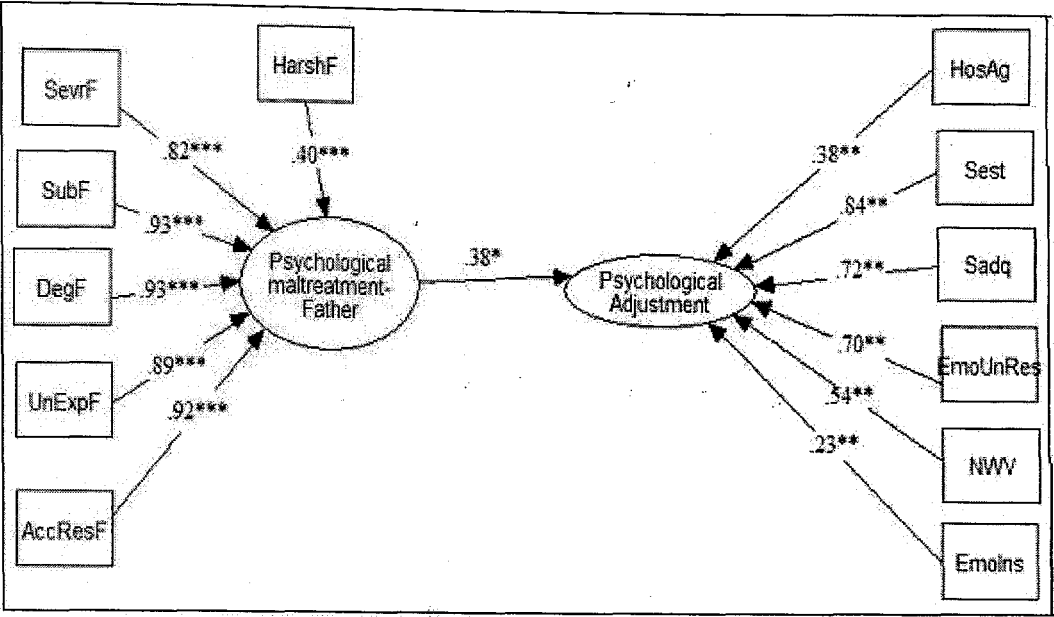 HarshF
SevrF
.82***
.40***
SubF
.93***
DegF
.93***
UnExpF
.89***
AccResF
.92***
Psychological
maltreatment-
Father
.38*
Psychological
Adjustment
HosAg
.38**
Sest
.84**
Sadq
.72**
EmoUnRes
.70**
NWV
.54**
EmoIns
.23**